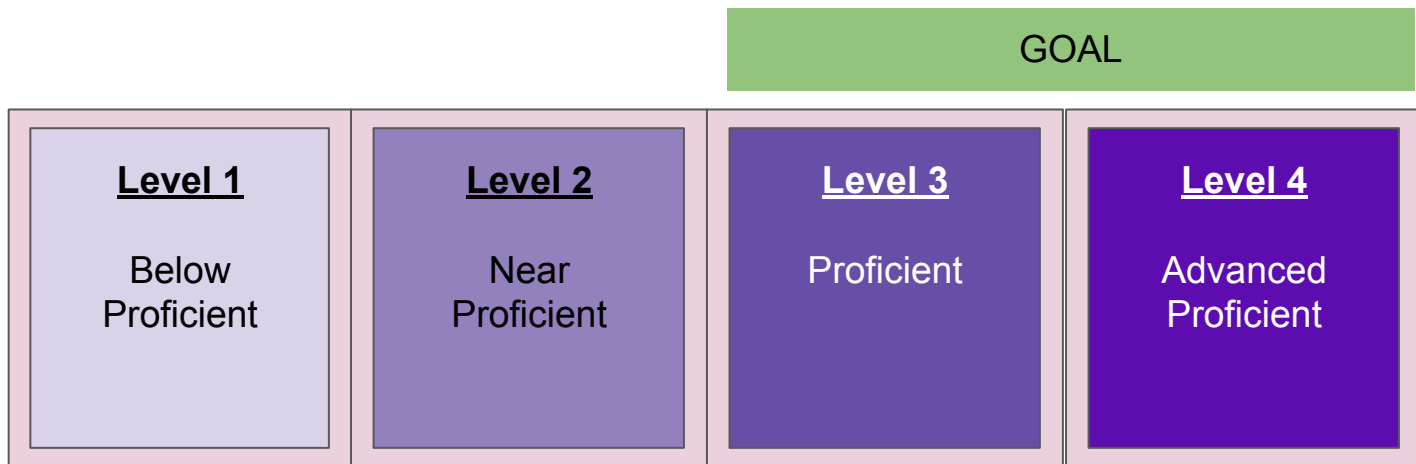 GOAL
Level 1
Below
Proficient
Level 2
Near
Proficient
Level 3
Proficient
Level 4
Advanced
Proficient